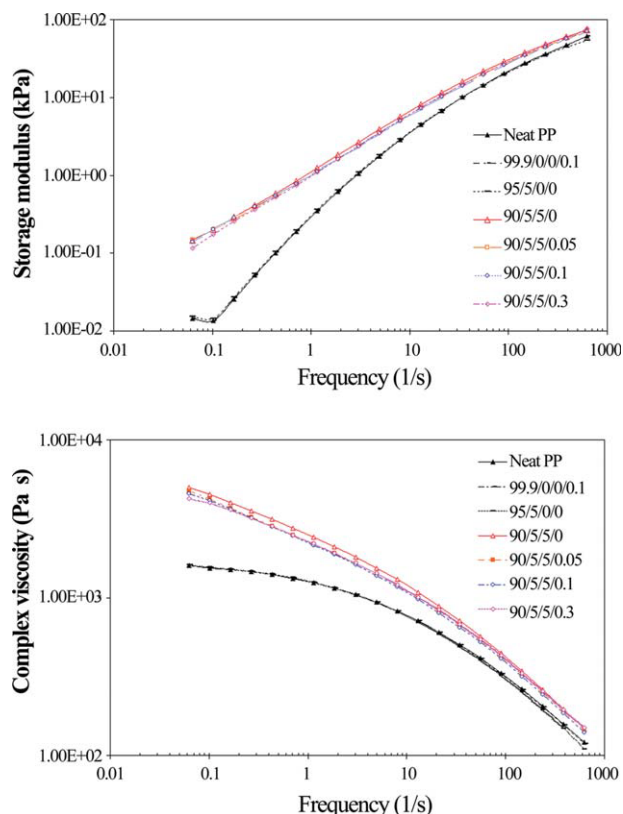 1.00E+02
1.00E+01
1.00E+00
1.00E-01
1.00E-02
Storage modulus (kPa)
Neat PP
99.9/0/0/0.1
95/5/0/0
90/5/5/0
90/5/5/0.05
90/5/5/0.1
90/5/5/0.3
0.01 0.1 1 10 100 1000
Frequency (1/s)
1.00E+04
1.00E+03
1.00E+02
Complex viscosity (Pa s)
Neat PP
99.9/0/0/0.1
95/5/0/0
90/5/5/0
90/5/5/0.05
90/5/5/0.1
90/5/5/0.3
0.01 0.1 1 10 100 1000
Frequency (1/s)